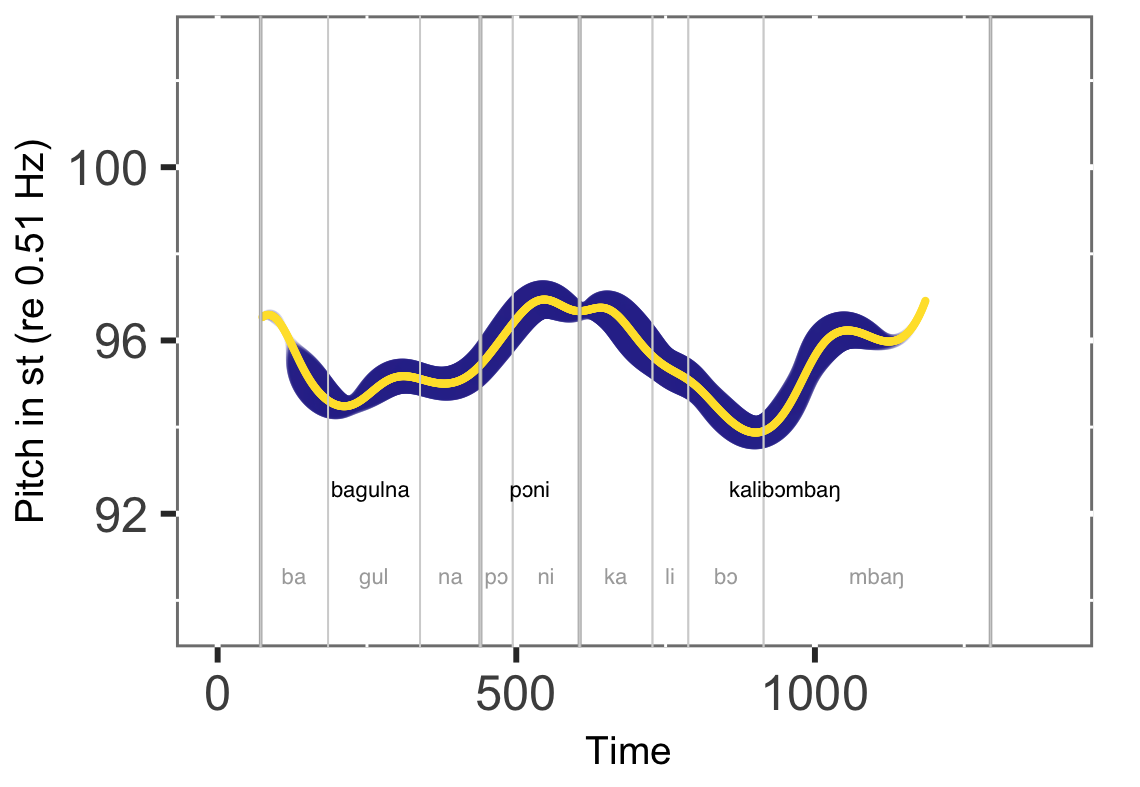 Pitch in st (re 0.51 Hz)
100
96
92
bagulna pɔni kalibɔmbaŋ
ba gul na pɔ ni ka li bɔ mbaŋ
0 500 1000
Time